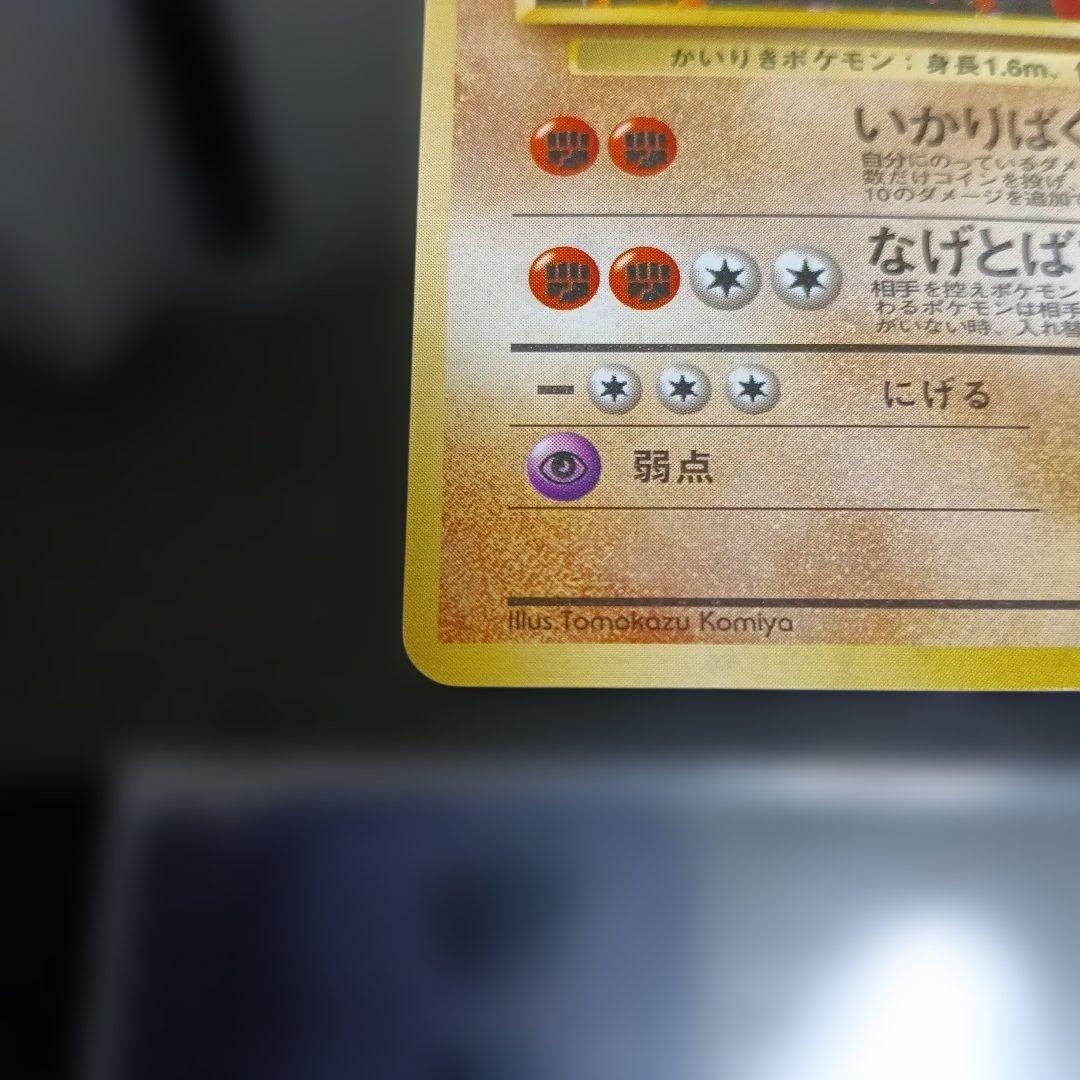 かいりきポケモン：身長1.6m、
いかりばく
自分にのっているダメ
数だけコインを投げ、
10のダメージを追加
なげとば
相手を控えポケモン
わるポケモンは相手
がいない時、入れ替
にげる
弱点
Illus.Tomokazu Komiya